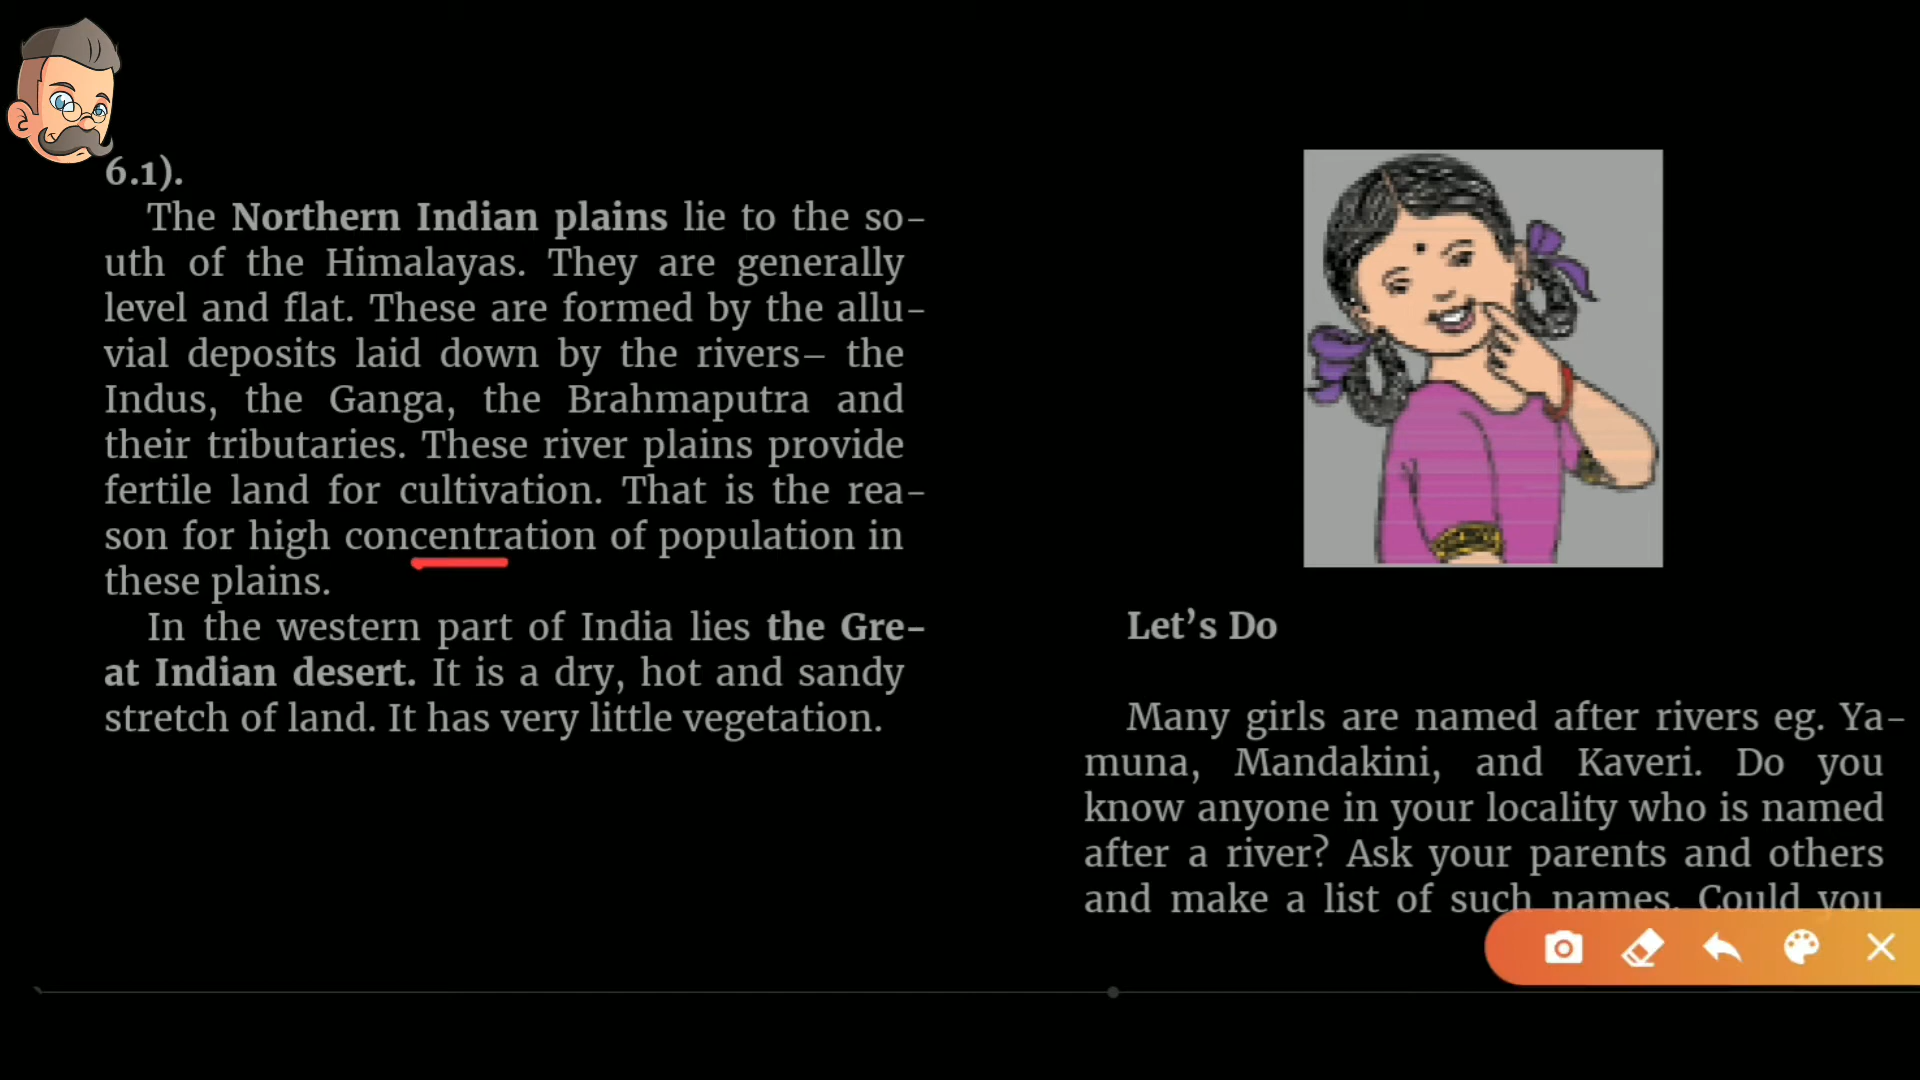 6.1).
The Northern Indian plains lie to the so-
uth of the Himalayas. They are generally
level and flat. These are formed by the allu-
vial deposits laid down by the rivers– the
Indus, the Ganga, the Brahmaputra and
their tributaries. These river plains provide
fertile land for cultivation. That is the rea-
son for high concentration of population in
these plains.
In the western part of India lies the Gre-
at Indian desert. It is a dry, hot and sandy
stretch of land. It has very little vegetation.
Let’s Do
Many girls are named after rivers eg. Ya-
muna, Mandakini, and Kaveri. Do you
know anyone in your locality who is named
after a river? Ask your parents and others
and make a list of such names. Could you